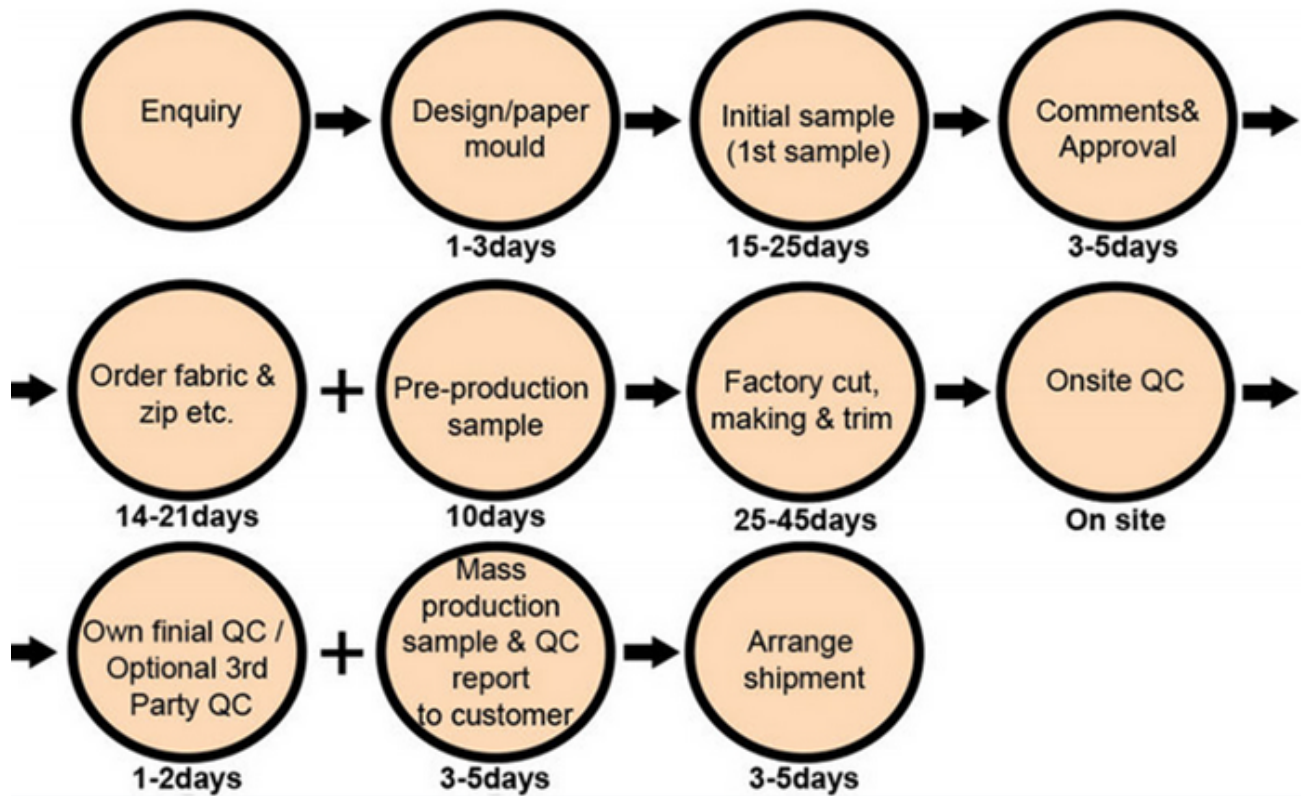 Enquiry
Design/paper
mould
1-3days
Initial sample
(1st sample)
15-25days
Comments&
Approval
3-5days
Order fabric &
zip etc.
14-21days
+
Pre-production
sample
10days
Factory cut,
making & trim
25-45days
Onsite QC
On site
Own finial QC /
Optional 3rd
Party QC
1-2days
+
Mass
production
sample & QC
report
to customer
3-5days
Arrange
shipment
3-5days